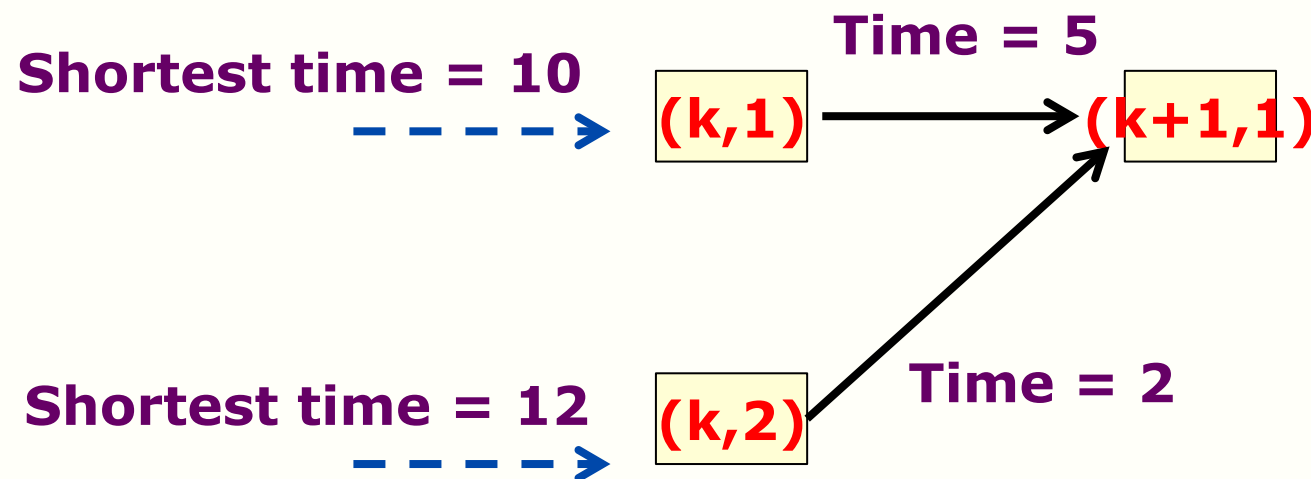 Time = 5
Shortest time = 10
(k,1)
(k+1,1)
Shortest time = 12
(k,2)
Time = 2